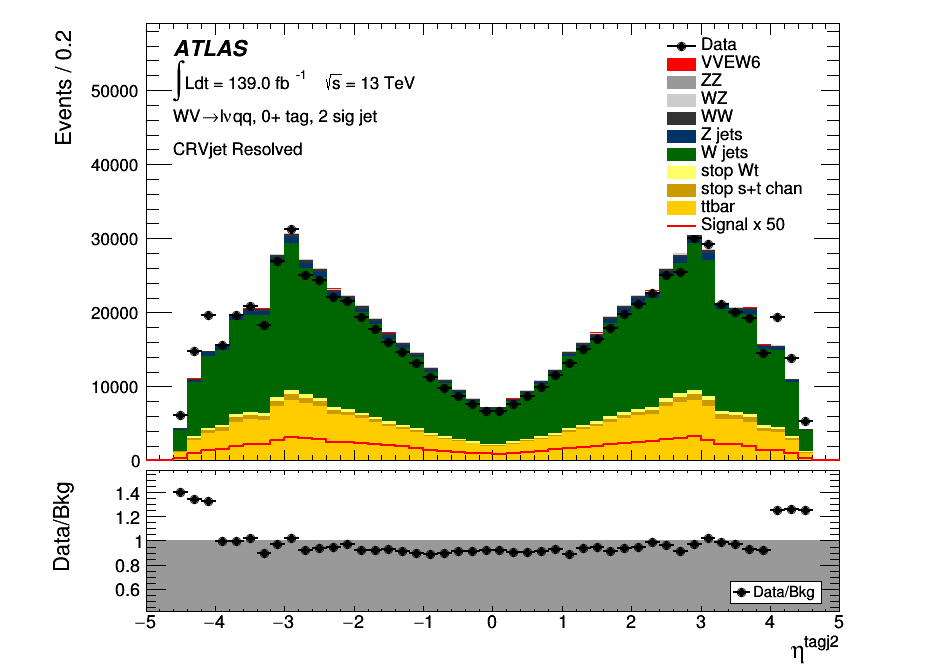 ATLAS
∫Ldt = 139.0 fb⁻¹ √s = 13 TeV
WV→lνqq, 0+ tag, 2 sig jet
CRVjet Resolved
Data
VVEW6
ZZ
WZ
WW
Z jets
W jets
stop Wt
stop s+t chan
ttbar
Signal x 50
Events / 0.2
50000
40000
30000
20000
10000
0
Data/Bkg
1.4
1.2
1
0.8
0.6
Data/Bkg
−5 −4 −3 −2 −1 0 1 2 3 4 5
η^tagj2